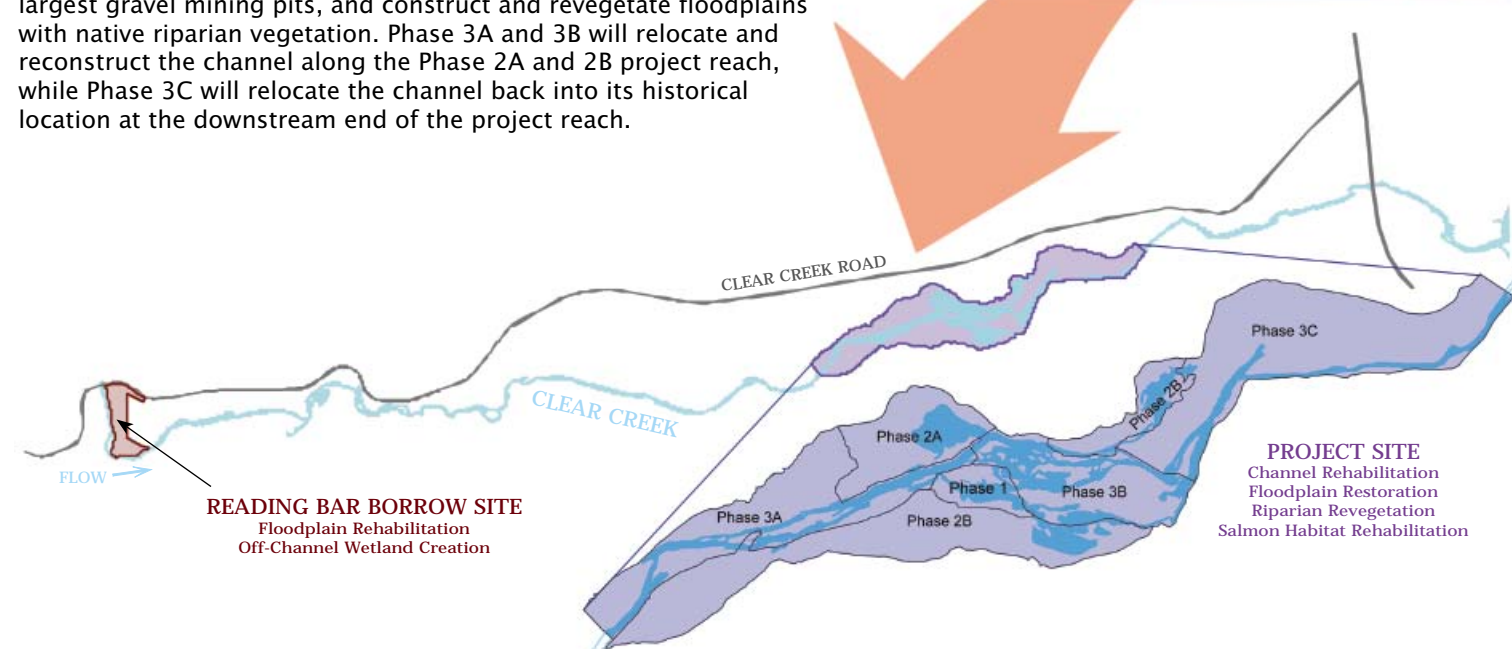 largest gravel mining pits, and construct and revegetate floodplains
with native riparian vegetation. Phase 3A and 3B will relocate and
reconstruct the channel along the Phase 2A and 2B project reach,
while Phase 3C will relocate the channel back into its historical
location at the downstream end of the project reach.
CLEAR CREEK ROAD
Phase 3C
CLEAR CREEK
Phase 2B
Phase 2A
FLOW
READING BAR BORROW SITE
Floodplain Rehabilitation
Off-Channel Wetland Creation
Phase 1
Phase 3B
Phase 3A
Phase 2B
PROJECT SITE
Channel Rehabilitation
Floodplain Restoration
Riparian Revegetation
Salmon Habitat Rehabilitation